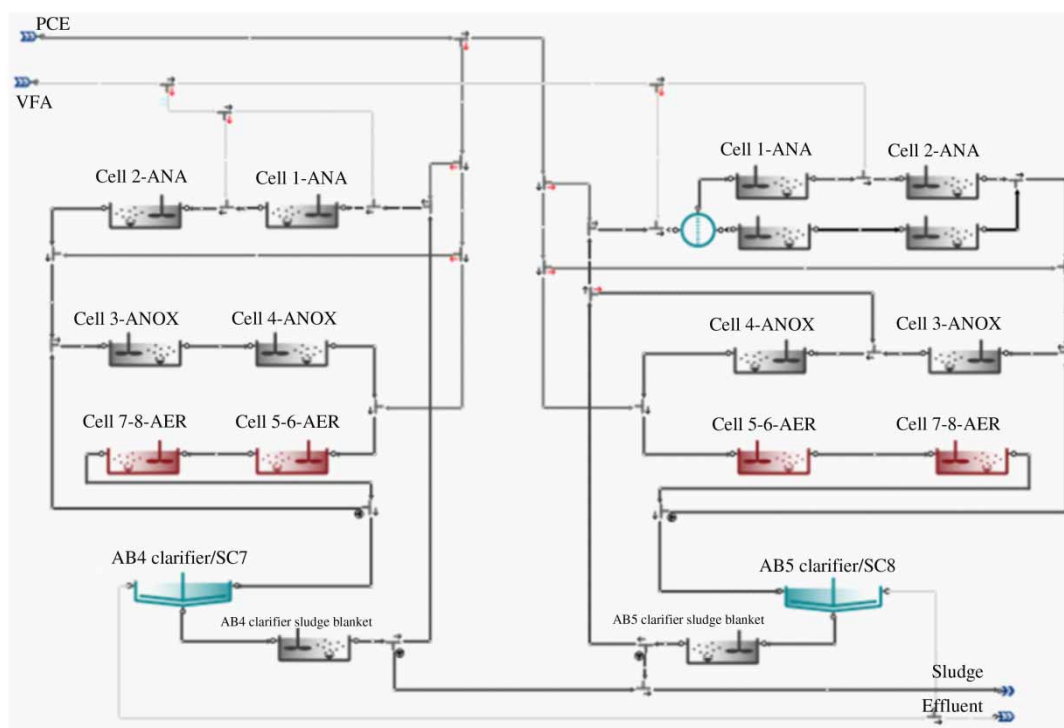 PCE
VFA
Cell 2-ANA
Cell 1-ANA
Cell 1-ANA
Cell 2-ANA
Cell 3-ANOX
Cell 4-ANOX
Cell 4-ANOX
Cell 3-ANOX
Cell 7-8-AER
Cell 5-6-AER
Cell 5-6-AER
Cell 7-8-AER
AB4 clarifier/SC7
AB5 clarifier/SC8
AB4 clarifier sludge blanket
AB5 clarifier sludge blanket
Sludge
Effluent